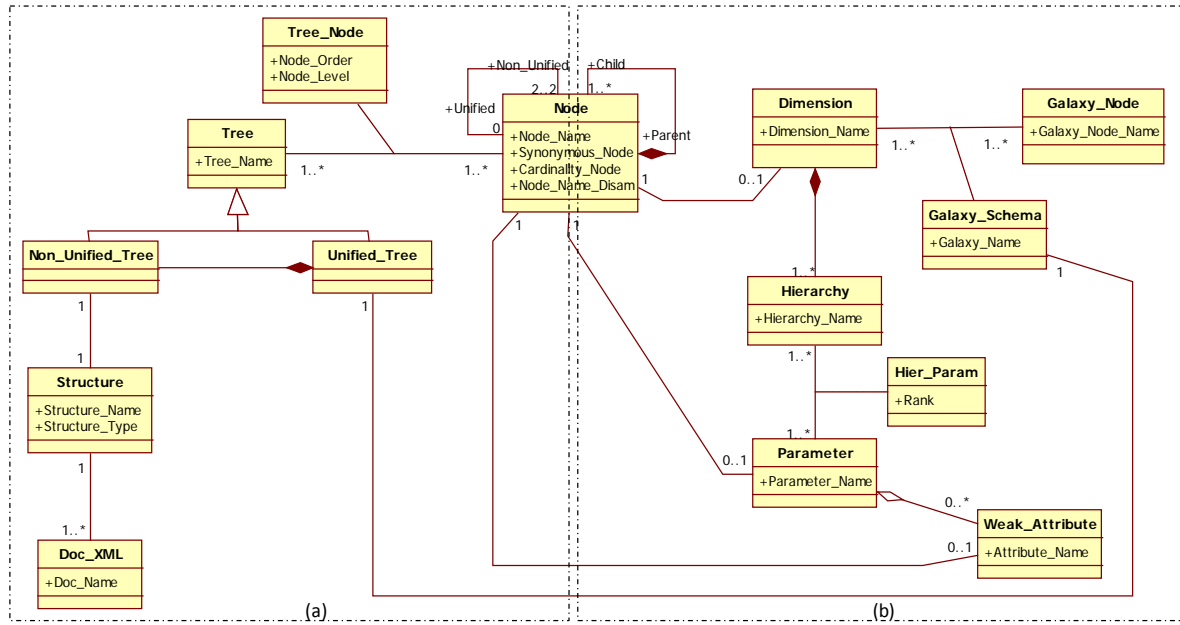 Tree_Node
+Node_Order
+Node_Level
+Non_Unified
2..2
+Unified
0
+Child
1..*
+Parent
Node
+Node_Name
+Synonymous_Node
+Cardinality_Node
+Node_Name_Disam
Tree
+Tree_Name
1..*
1..*
Dimension
+Dimension_Name
1..*
1..*
Galaxy_Node
+Galaxy_Node_Name
1
0..1
Galaxy_Schema
+Galaxy_Name
1
Non_Unified_Tree
Unified_Tree
1
1
1
1
1..*
Hierarchy
+Hierarchy_Name
1..*
Hier_Param
+Rank
1
Structure
+Structure_Name
+Structure_Type
1
1..*
Parameter
+Parameter_Name
0..1
0..*
Weak_Attribute
+Attribute_Name
0..1
1..*
Doc_XML
+Doc_Name
(a)
(b)